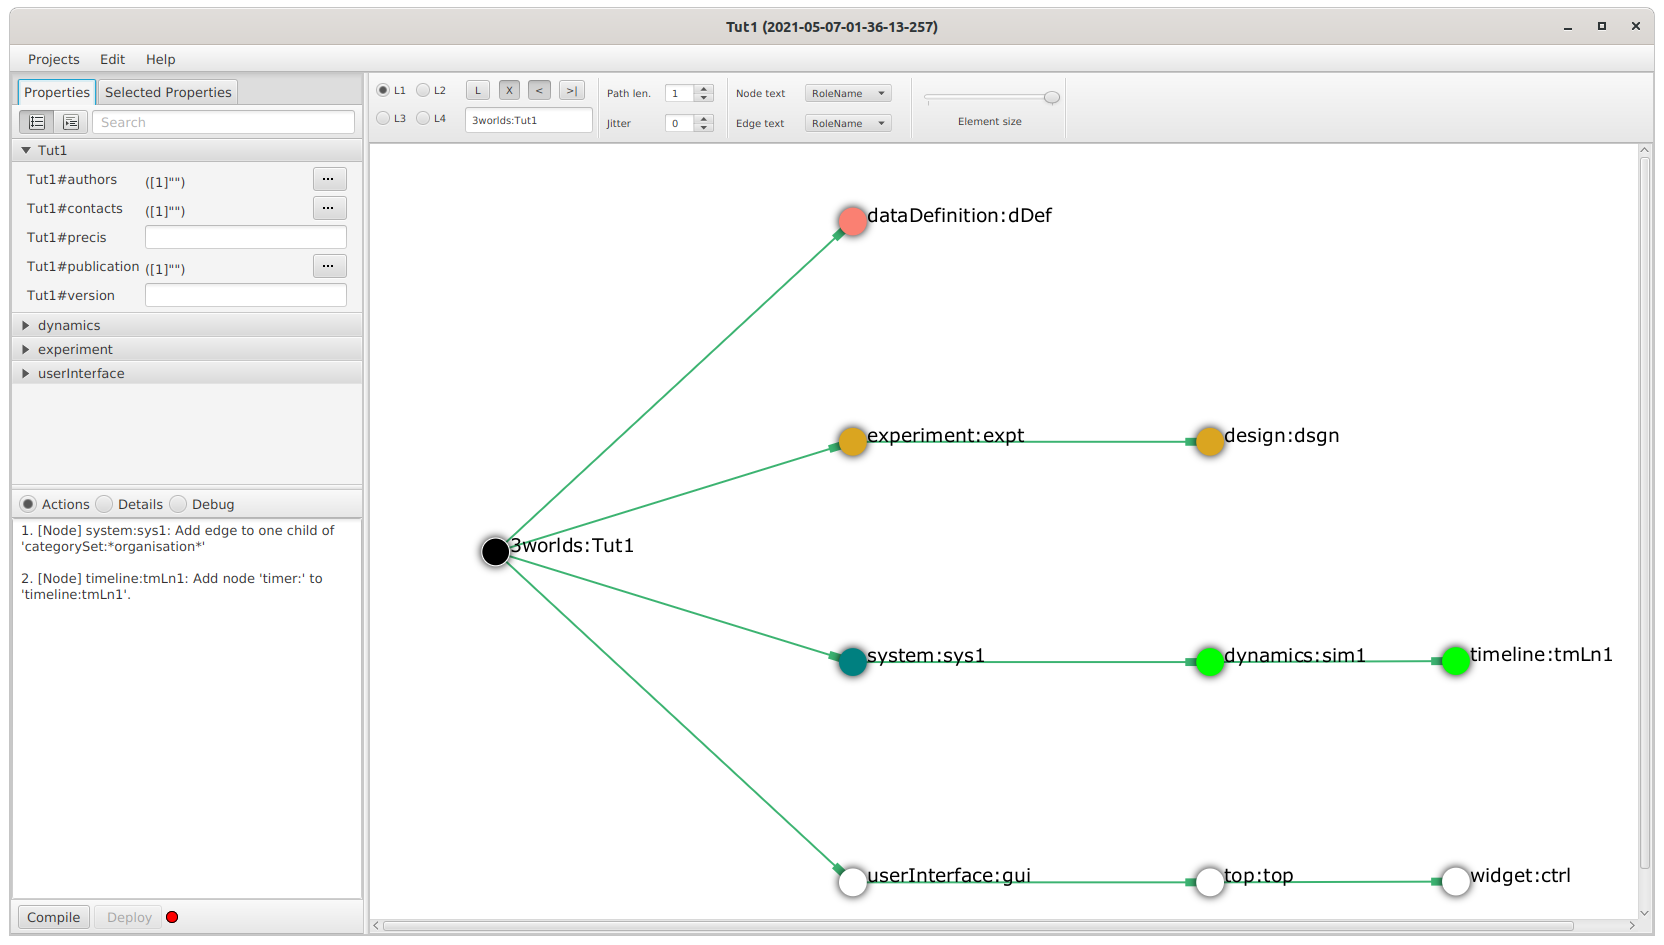 Tut1 (2021-05-07-01-36-13-257)
Projects Edit Help
Properties Selected Properties
Search
Tut1
Tut1#authors ([1]"") ...
Tut1#contacts ([1]"") ...
Tut1#precis
Tut1#publication ([1]"") ...
Tut1#version
dynamics
experiment
userInterface
Actions Details Debug
1. [Node] system:sys1: Add edge to one child of
'categorySet:*organisation*'
2. [Node] timeline:tmLn1: Add node 'timer:' to
'timeline:tmLn1'.
Compile Deploy
L1 L2 L X < >|
L3 L4 3worlds:Tut1
Path len. 1
Jitter 0
Node text RoleName
Edge text RoleName
Element size
dataDefinition:dDef
experiment:expt design:dsgn
3worlds:Tut1
system:sys1 dynamics:sim1 timeline:tmLn1
userInterface:gui top:top widget:ctrl